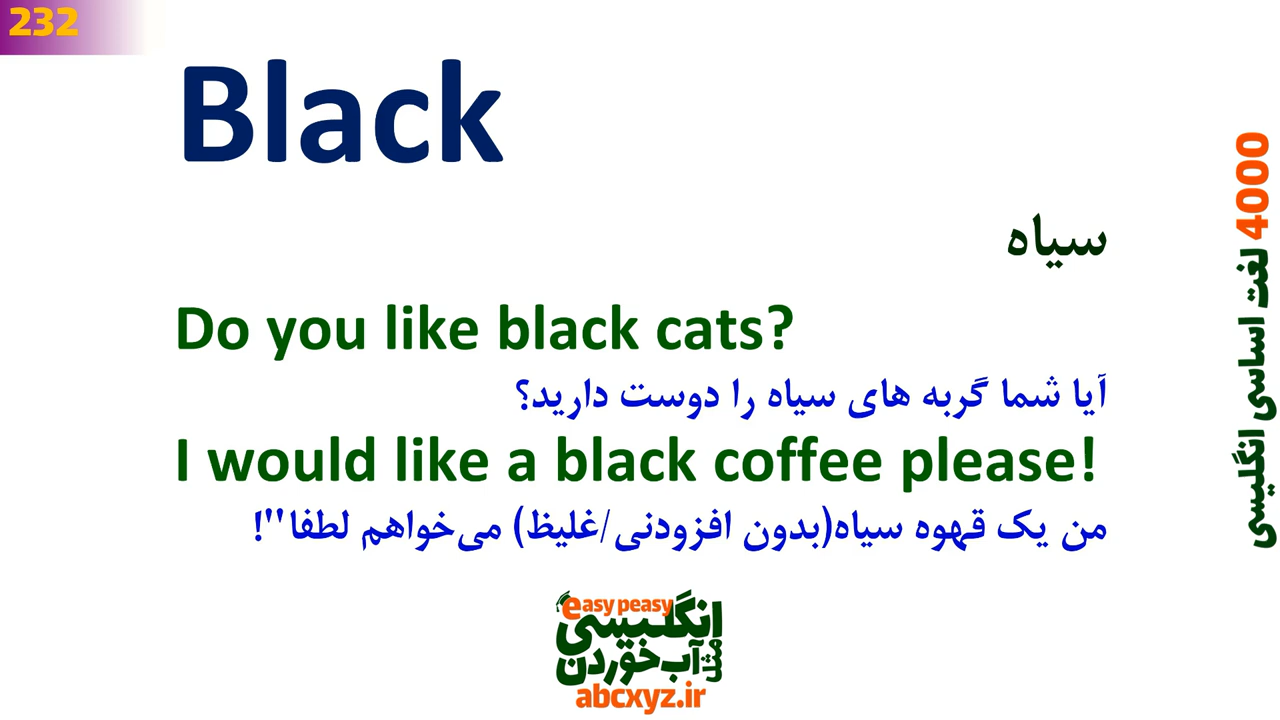 232
Black
سیاه
Do you like black cats?
آیا شما گربه های سیاه را دوست دارید؟
I would like a black coffee please!
من یک قهوه سیاه(بدون افزودنی/غلیظ) می‌خواهم لطفا"!
4000 لغت اساسی انگلیسی
easy peasy
انگلیسی
مثل آب خوردن
abcxyz.ir